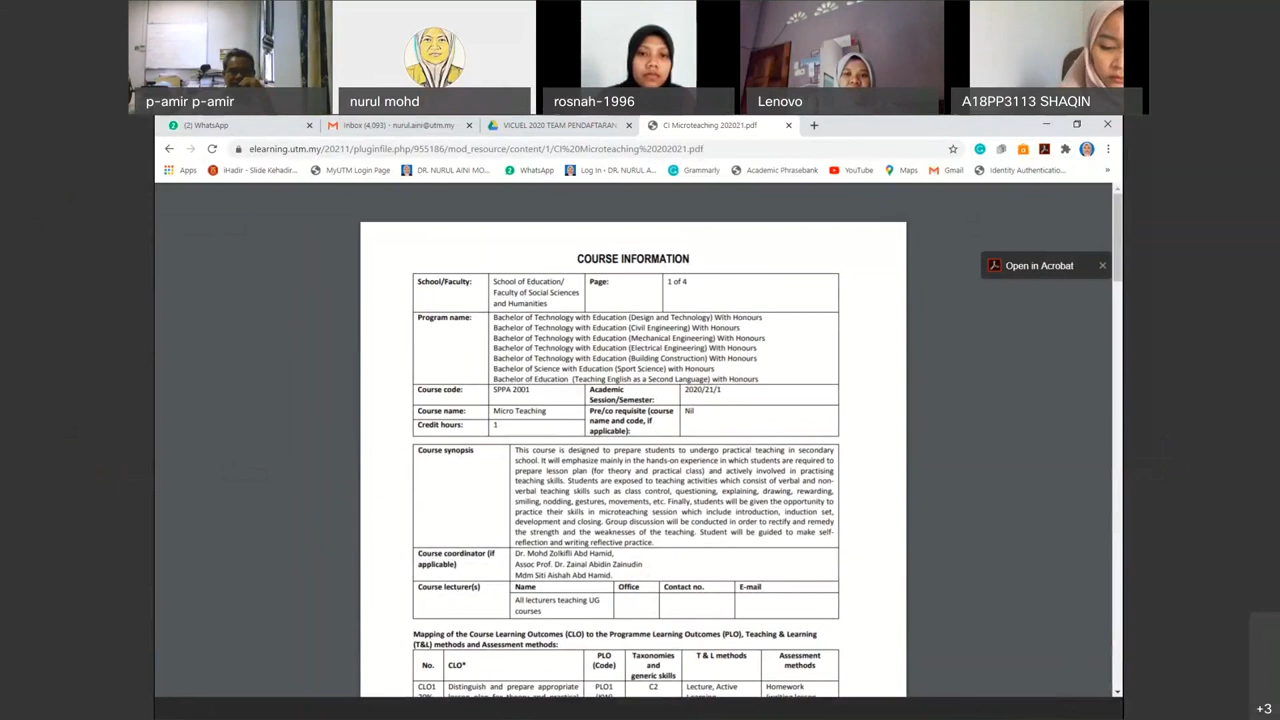 p-amir p-amir
nurul mohd
rosnah-1996
Lenovo
A18PP3113 SHAQIN
(2) WhatsApp
Inbox (4,093) - nurul.aini@utm.my
VICUEL 2020 TEAM PENDAFTARAN
CI Microteaching 202021.pdf
elearning.utm.my/20211/pluginfile.php/955186/mod_resource/content/1/CI%20Microteaching%20202021.pdf
Apps
iHadir - Slide Kehadir...
MyUTM Login Page
DR. NURUL AINI MO...
WhatsApp
Log In ‹ DR. NURUL A...
Grammarly
Academic Phrasebank
YouTube
Maps
Gmail
Identity Authenticatio...
Open in Acrobat
COURSE INFORMATION
School/Faculty:
School of Education/
Faculty of Social Sciences
and Humanities
Page:
1 of 4
Program name:
Bachelor of Technology with Education (Design and Technology) With Honours
Bachelor of Technology with Education (Civil Engineering) With Honours
Bachelor of Technology with Education (Mechanical Engineering) With Honours
Bachelor of Technology with Education (Electrical Engineering) With Honours
Bachelor of Technology with Education (Building Construction) With Honours
Bachelor of Science with Education (Sport Science) with Honours
Bachelor of Education (Teaching English as a Second Language) with Honours
Course code:
SPPA 2001
Academic
Session/Semester:
2020/21/1
Course name:
Micro Teaching
Pre/co requisite (course
name and code, if
applicable):
Nil
Credit hours:
1
Course synopsis
This course is designed to prepare students to undergo practical teaching in secondary
school. It will emphasize mainly in the hands-on experience in which students are required to
prepare lesson plan (for theory and practical class) and actively involved in practising
teaching skills. Students are exposed to teaching activities which consist of verbal and non-
verbal teaching skills such as class control, questioning, explaining, drawing, rewarding,
smiling, nodding, gestures, movements, etc. Finally, students will be given the opportunity to
practice their skills in microteaching session which include introduction, induction set,
development and closing. Group discussion will be conducted in order to rectify and remedy
the strength and the weaknesses of the teaching. Student will be guided to make self-
reflection and writing reflective practice.
Course coordinator (if
applicable)
Dr. Mohd Zolkifli Abd Hamid,
Assoc Prof. Dr. Zainal Abidin Zainudin
Mdm Siti Aishah Abd Hamid.
Course lecturer(s)
Name
Office
Contact no.
E-mail
All lecturers teaching UG
courses
Mapping of the Course Learning Outcomes (CLO) to the Programme Learning Outcomes (PLO), Teaching & Learning
(T&L) methods and Assessment methods:
No.
CLO*
PLO
(Code)
Taxonomies
and
generic skills
T & L methods
Assessment
methods
CLO1
Distinguish and prepare appropriate
PLO1
C2
Lecture, Active
Homework
+3